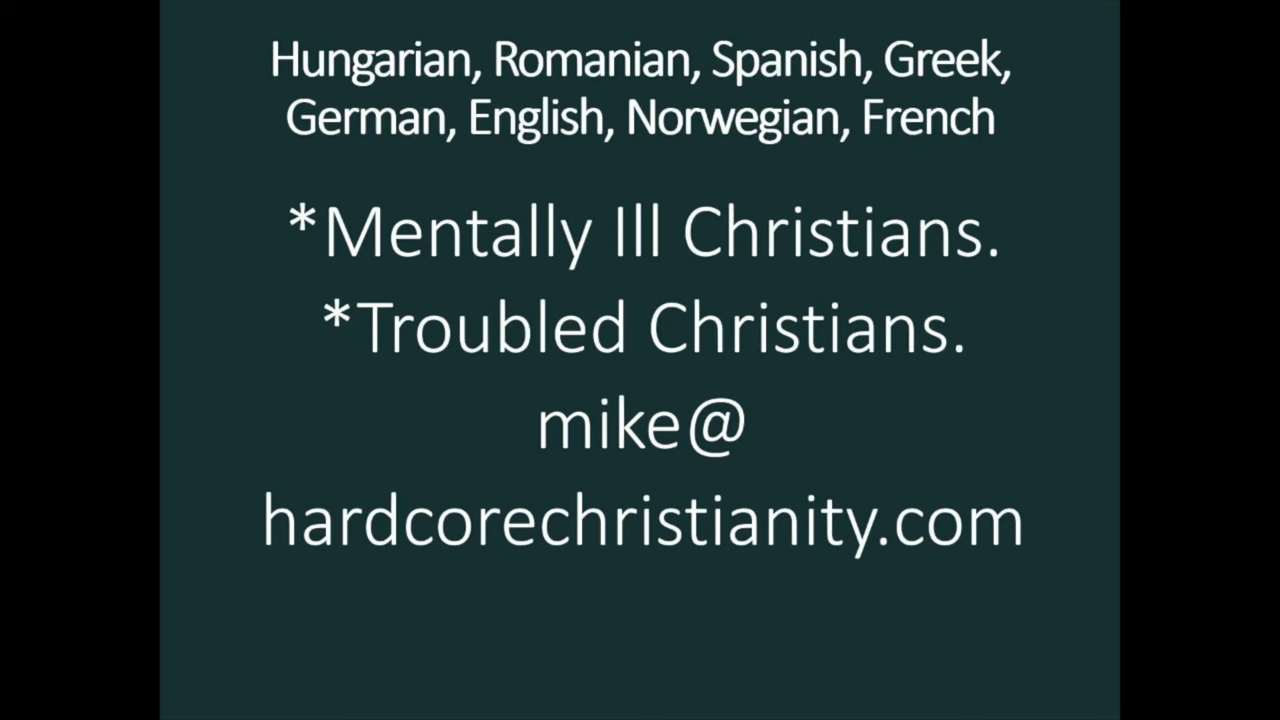 Hungarian, Romanian, Spanish, Greek,
German, English, Norwegian, French
*Mentally Ill Christians.
*Troubled Christians.
mike@
hardcorechristianity.com